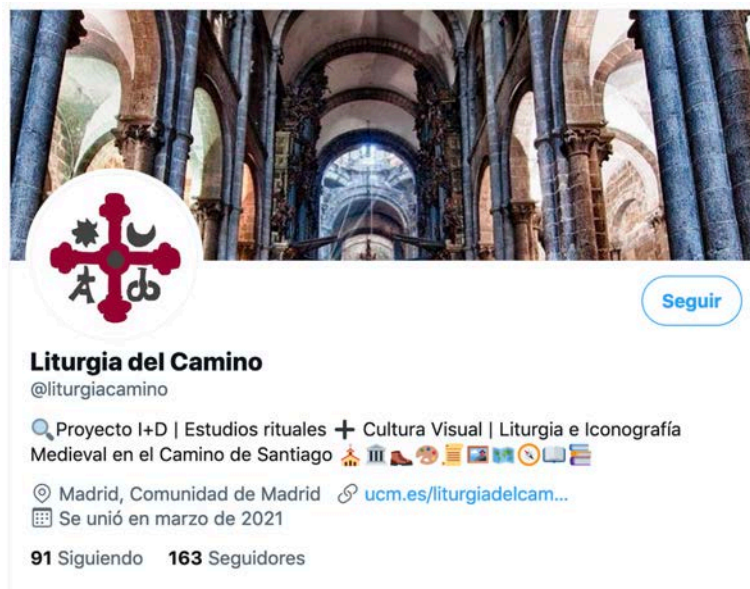 Seguir
Liturgia del Camino
@liturgiacamino
🔍Proyecto I+D | Estudios rituales ➕ Cultura Visual | Liturgia e Iconografía
Medieval en el Camino de Santiago ⛪🏛️🥾🎨📜🖼️🗺️🧭📖📚
Madrid, Comunidad de Madrid ucm.es/liturgiadelcam...
Se unió en marzo de 2021
91 Siguiendo 163 Seguidores